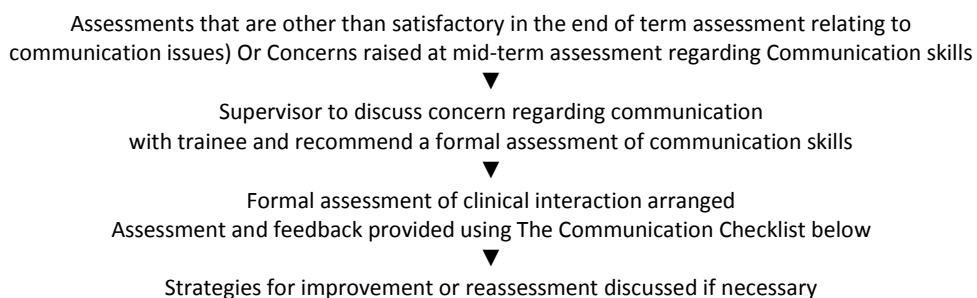 Assessments that are other than satisfactory in the end of term assessment relating to
communication issues) Or Concerns raised at mid-term assessment regarding Communication skills
▼
Supervisor to discuss concern regarding communication
with trainee and recommend a formal assessment of communication skills
▼
Formal assessment of clinical interaction arranged
Assessment and feedback provided using The Communication Checklist below
▼
Strategies for improvement or reassessment discussed if necessary